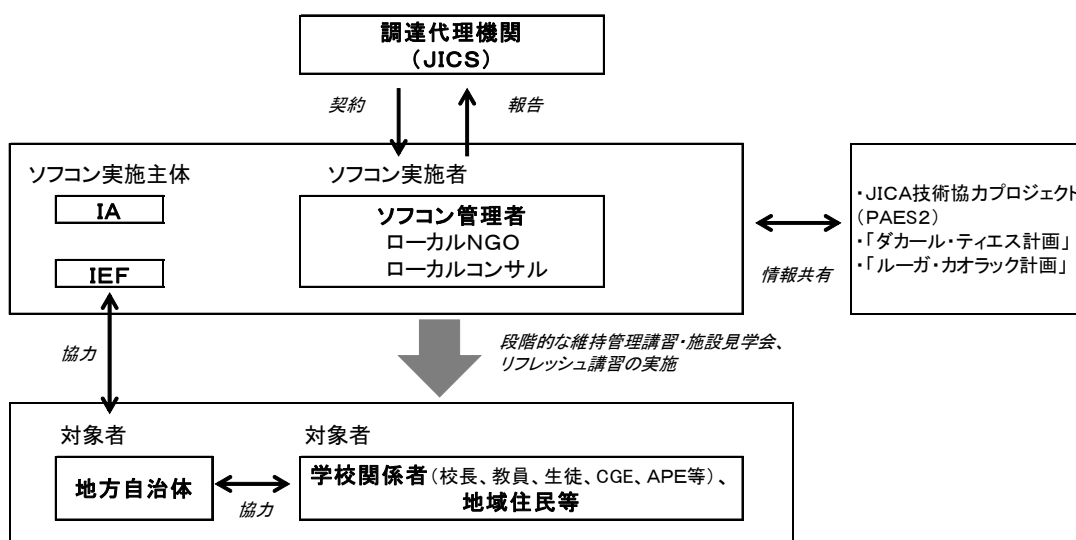 調達代理機関
（JICS）
契約
報告
ソフコン実施主体
IA
IEF
ソフコン実施者
ソフコン管理者
ローカルNGO
ローカルコンサル
情報共有
・JICA技術協力プロジェクト
（PAES2）
・「ダカール・ティエス計画」
・「ルーガ・カオラック計画」
協力
段階的な維持管理講習・施設見学会、
リフレッシュ講習の実施
対象者
地方自治体
協力
対象者
学校関係者（校長、教員、生徒、CGE、APE等）、
地域住民等